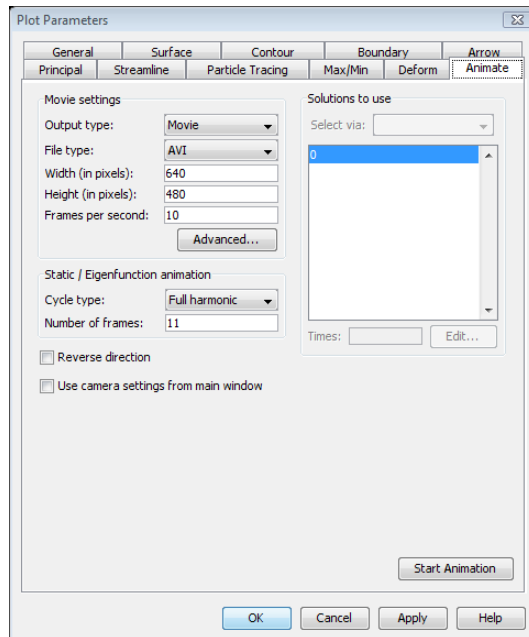 Plot Parameters
General Surface Contour Boundary Arrow
Principal Streamline Particle Tracing Max/Min Deform Animate
Movie settings
Output type: Movie
File type: AVI
Width (in pixels): 640
Height (in pixels): 480
Frames per second: 10
Advanced...
Static / Eigenfunction animation
Cycle type: Full harmonic
Number of frames: 11
Reverse direction
Use camera settings from main window
Solutions to use
Select via:
0
Times: Edit...
Start Animation
OK Cancel Apply Help